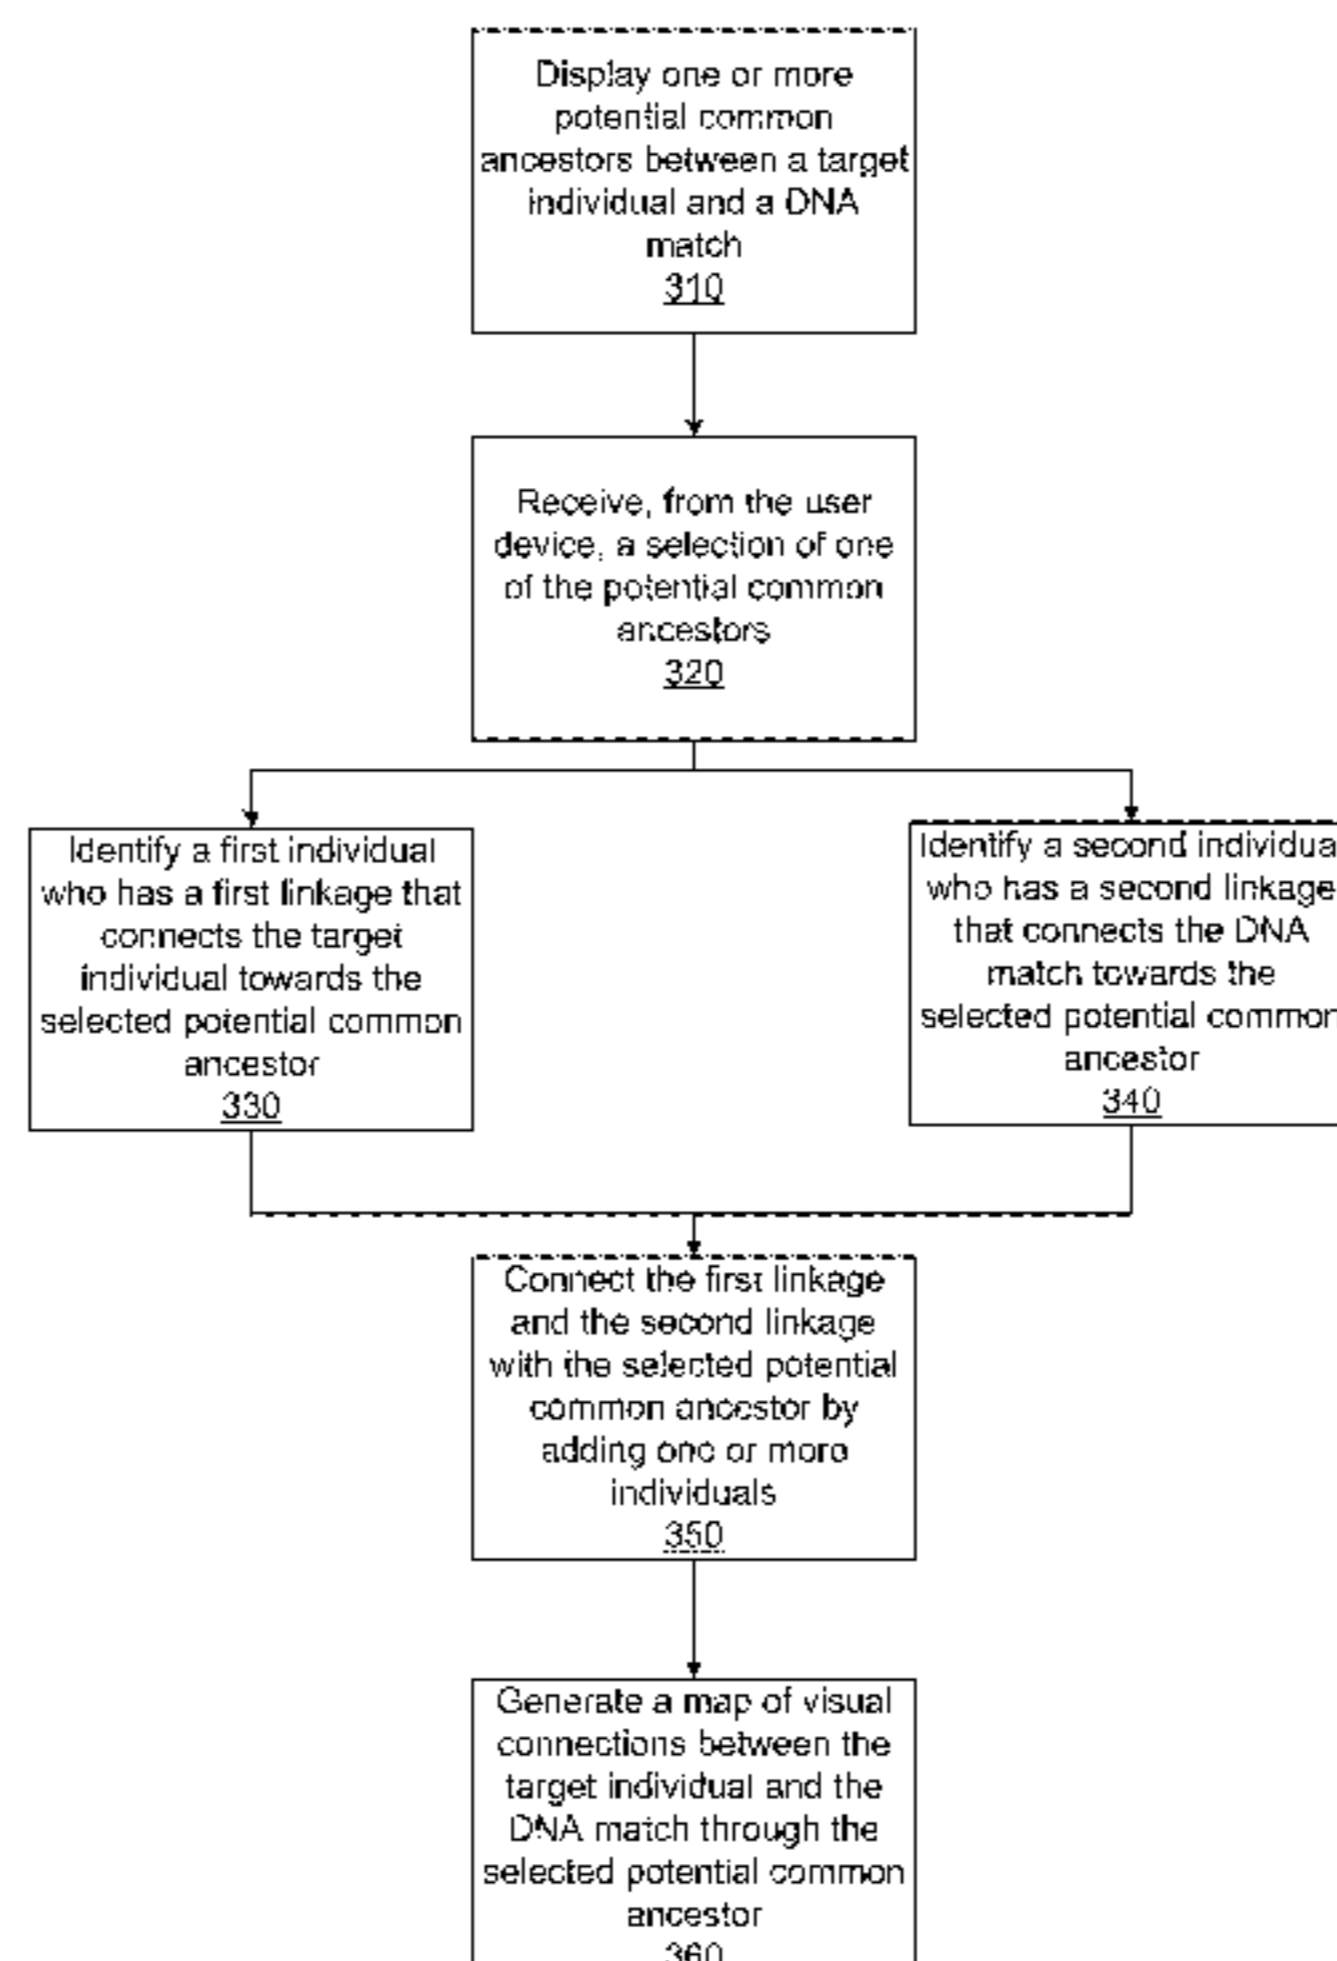 Display one or more
potential common
ancestors between a target
individual and a DNA
match
310
Receive, from the user
device, a selection of one
of the potential common
ancestors
320
Identify a first individual
who has a first linkage that
connects the target
individual towards the
selected potential common
ancestor
330
Identify a second individua
who has a second linkage
that connects the DNA
match towards the
selected potential common
ancestor
340
Connect the first linkage
and the second linkage
with the selected potential
common ancestor by
adding one or more
individuals
350
Generate a map of visual
connections between the
target individual and the
DNA match through the
selected potential common
ancestor
360